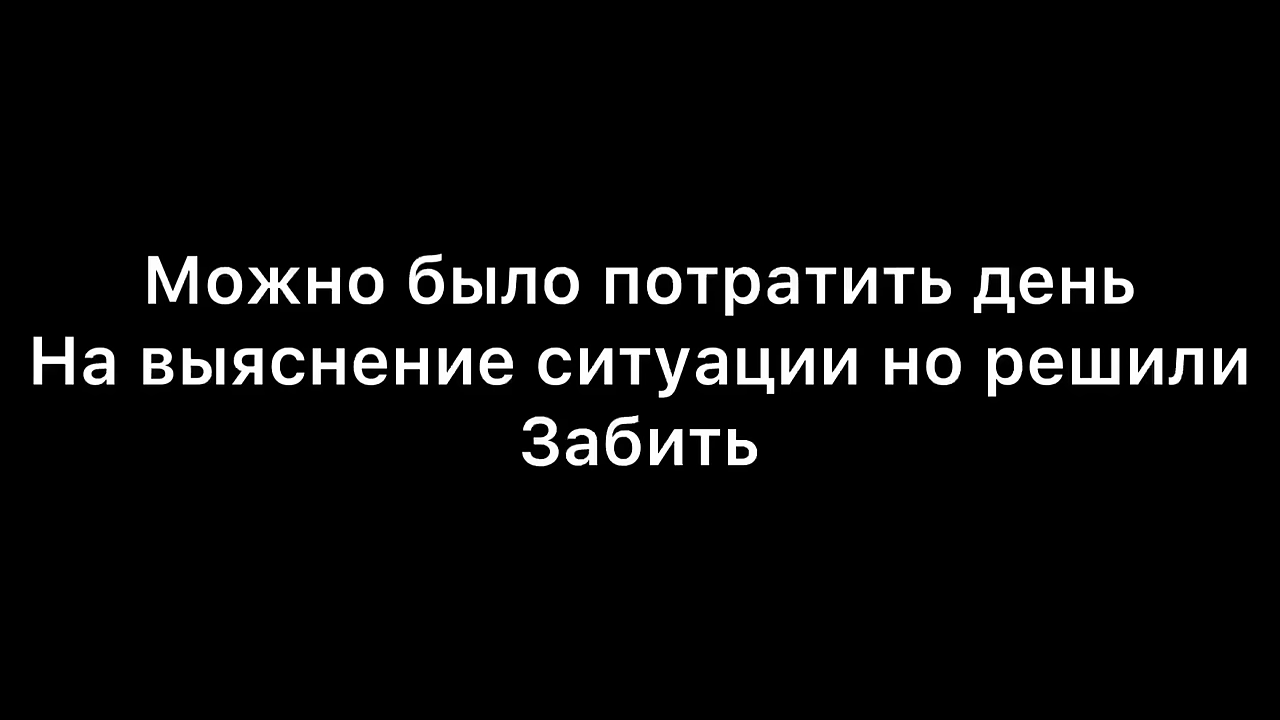 Можно было потратить день
На выяснение ситуации но решили
Забить